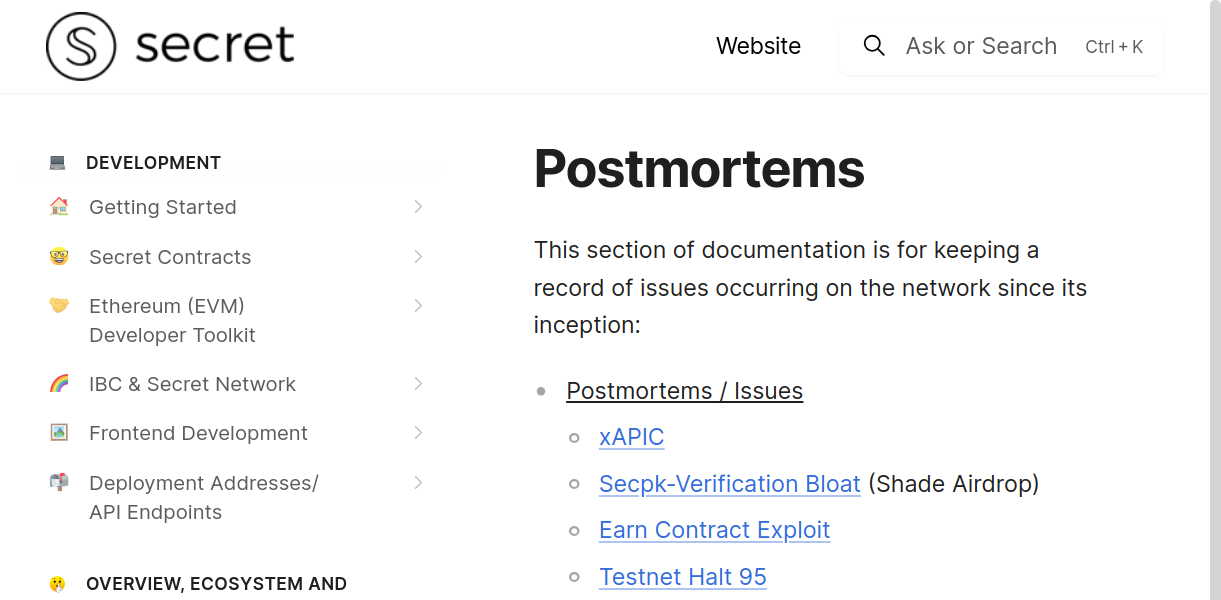 secret
Website
Ask or Search
Ctrl + K
DEVELOPMENT
Getting Started
Secret Contracts
Ethereum (EVM)
Developer Toolkit
IBC & Secret Network
Frontend Development
Deployment Addresses/
API Endpoints
OVERVIEW, ECOSYSTEM AND
Postmortems
This section of documentation is for keeping a
record of issues occurring on the network since its
inception:
Postmortems / Issues
xAPIC
Secpk-Verification Bloat (Shade Airdrop)
Earn Contract Exploit
Testnet Halt 95